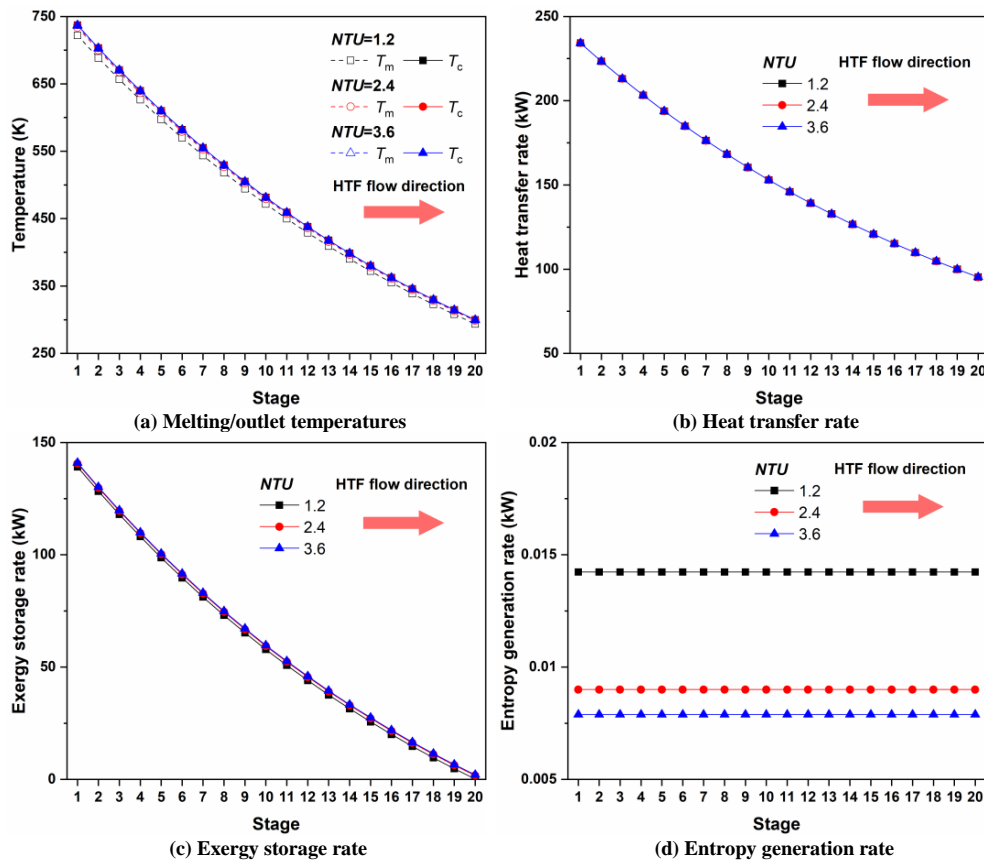 750
650
550
450
350
250
Temperature (K)
NTU=1.2
Tm Tc
NTU=2.4
Tm Tc
NTU=3.6
Tm Tc
HTF flow direction
1 2 3 4 5 6 7 8 9 10 11 12 13 14 15 16 17 18 19 20
Stage
(a) Melting/outlet temperatures
250
200
150
100
50
Heat transfer rate (kW)
NTU HTF flow direction
1.2
2.4
3.6
1 2 3 4 5 6 7 8 9 10 11 12 13 14 15 16 17 18 19 20
Stage
(b) Heat transfer rate
150
100
50
0
Exergy storage rate (kW)
NTU HTF flow direction
1.2
2.4
3.6
1 2 3 4 5 6 7 8 9 10 11 12 13 14 15 16 17 18 19 20
Stage
(c) Exergy storage rate
0.02
0.015
0.01
0.005
Entropy generation rate (kW)
NTU HTF flow direction
1.2
2.4
3.6
1 2 3 4 5 6 7 8 9 10 11 12 13 14 15 16 17 18 19 20
Stage
(d) Entropy generation rate